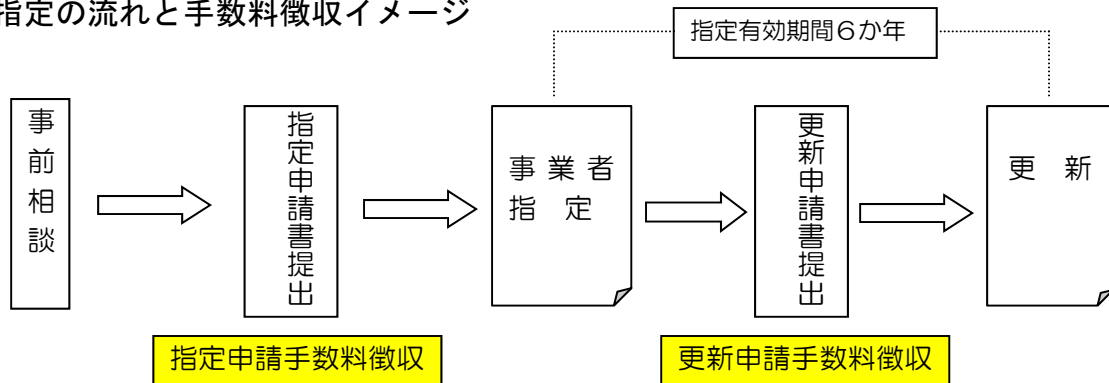 指定の流れと手数料徴収イメージ
指定有効期間６か年
事前相談
指定申請書提出
事業者
指　定
更新申請書提出
更　新
指定申請手数料徴収
更新申請手数料徴収